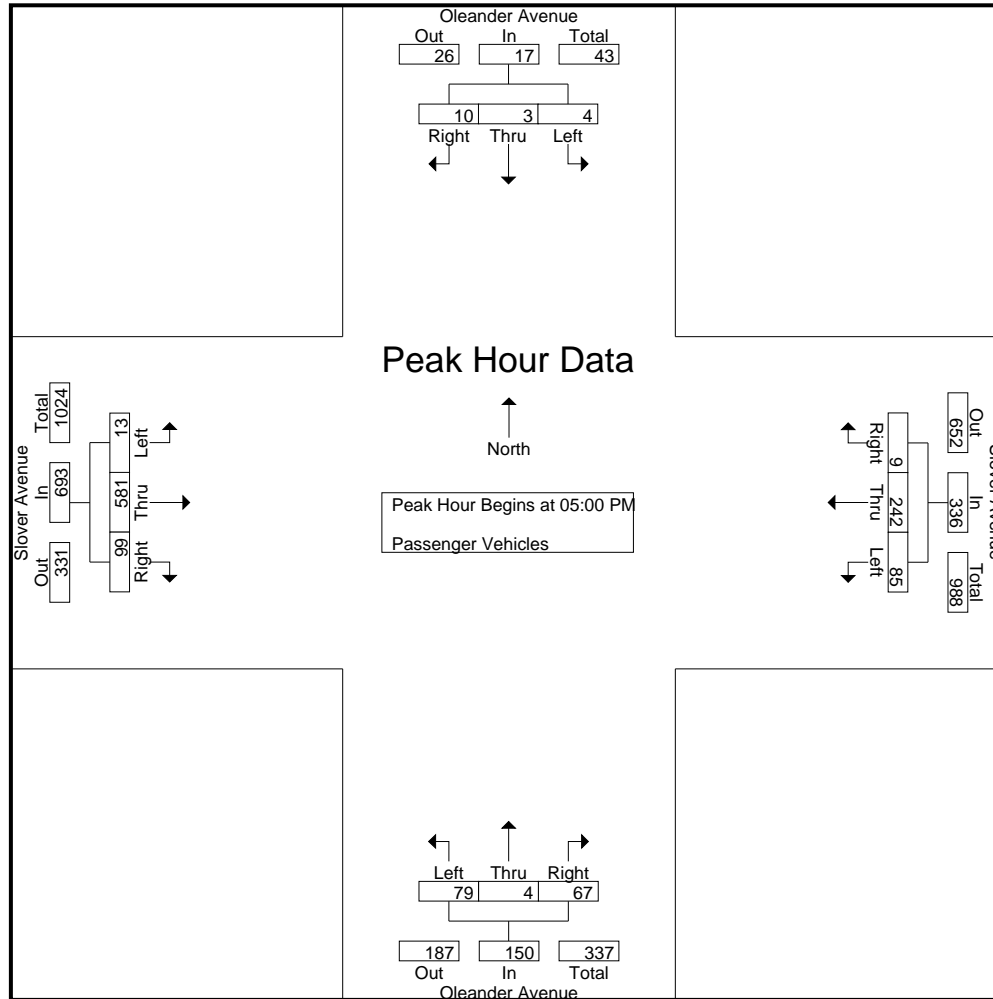 Oleander Avenue
Out In Total
26 17 43
10 3 4
Right Thru Left
Peak Hour Data
North
Peak Hour Begins at 05:00 PM
Passenger Vehicles
Slover Avenue
Total In Out
1024 693 331
13 581 99
Left Thru Right
Slover Avenue
Out In Total
652 336 988
9 242 85
Right Thru Left
Left Thru Right
79 4 67
187 150 337
Out In Total
Oleander Avenue